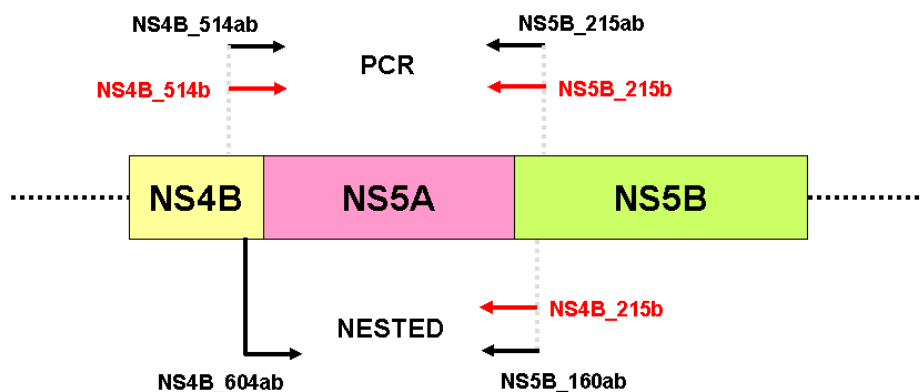 NS4B_514ab
NS5B_215ab
PCR
NS4B_514b
NS5B_215b
NS4B
NS5A
NS5B
NS4B_215b
NESTED
NS4B_604ab
NS5B_160ab